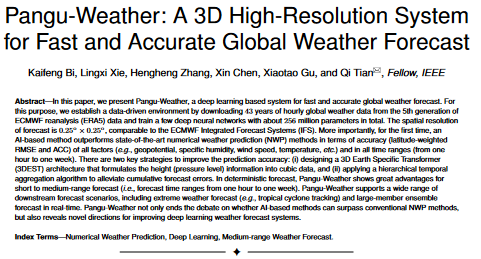 Pangu-Weather: A 3D High-Resolution System
for Fast and Accurate Global Weather Forecast
Kaifeng Bi, Lingxi Xie, Hengheng Zhang, Xin Chen, Xiaotao Gu, and Qi Tian✉, Fellow, IEEE
Abstract—In this paper, we present Pangu-Weather, a deep learning based system for fast and accurate global weather forecast. For
this purpose, we establish a data-driven environment by downloading 43 years of hourly global weather data from the 5th generation of
ECMWF reanalysis (ERA5) data and train a few deep neural networks with about 256 million parameters in total. The spatial resolution
of forecast is 0.25° × 0.25°, comparable to the ECMWF Integrated Forecast Systems (IFS). More importantly, for the first time, an
AI-based method outperforms state-of-the-art numerical weather prediction (NWP) methods in terms of accuracy (latitude-weighted
RMSE and ACC) of all factors (e.g., geopotential, specific humidity, wind speed, temperature, etc.) and in all time ranges (from one
hour to one week). There are two key strategies to improve the prediction accuracy: (i) designing a 3D Earth Specific Transformer
(3DEST) architecture that formulates the height (pressure level) information into cubic data, and (ii) applying a hierarchical temporal
aggregation algorithm to alleviate cumulative forecast errors. In deterministic forecast, Pangu-Weather shows great advantages for
short to medium-range forecast (i.e., forecast time ranges from one hour to one week). Pangu-Weather supports a wide range of
downstream forecast scenarios, including extreme weather forecast (e.g., tropical cyclone tracking) and large-member ensemble
forecast in real-time. Pangu-Weather not only ends the debate on whether AI-based methods can surpass conventional NWP methods,
but also reveals novel directions for improving deep learning weather forecast systems.
Index Terms—Numerical Weather Prediction, Deep Learning, Medium-range Weather Forecast.